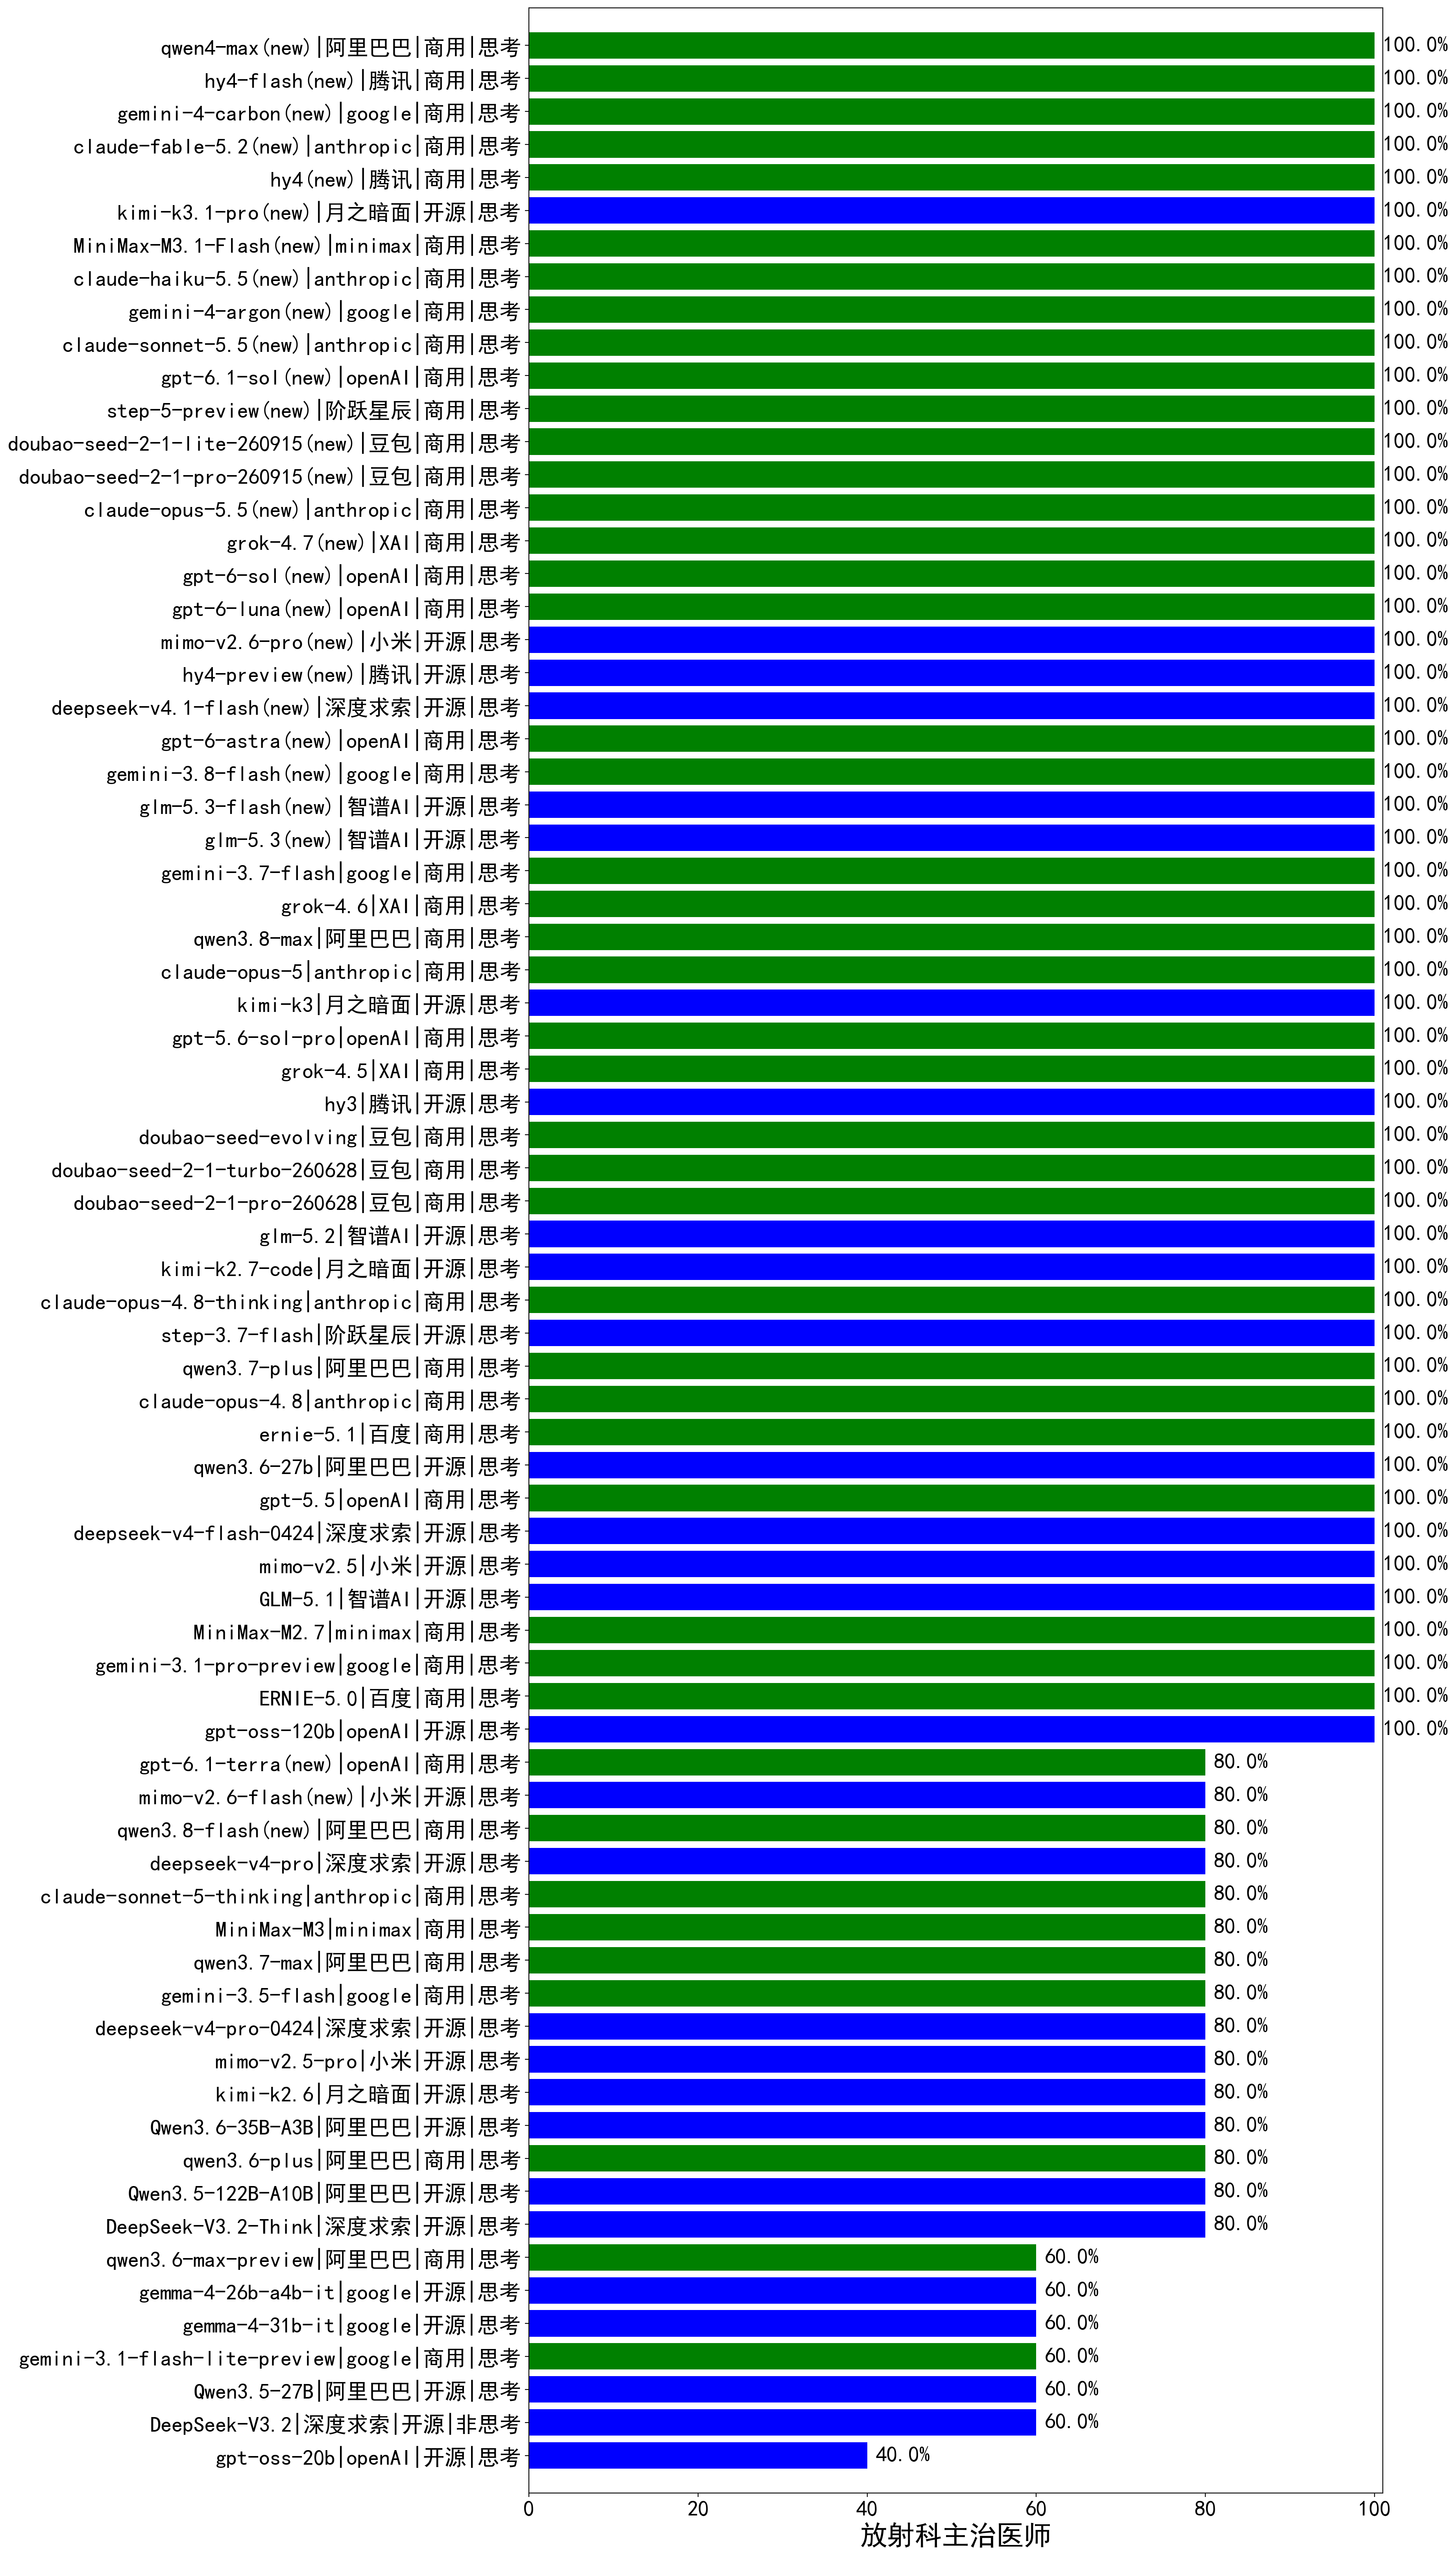 qwen4-max(new)|阿里巴巴|商用|思考 100.0%
hy4-flash(new)|腾讯|商用|思考 100.0%
gemini-4-carbon(new)|google|商用|思考 100.0%
claude-fable-5.2(new)|anthropic|商用|思考 100.0%
hy4(new)|腾讯|商用|思考 100.0%
kimi-k3.1-pro(new)|月之暗面|开源|思考 100.0%
MiniMax-M3.1-Flash(new)|minimax|商用|思考 100.0%
claude-haiku-5.5(new)|anthropic|商用|思考 100.0%
gemini-4-argon(new)|google|商用|思考 100.0%
claude-sonnet-5.5(new)|anthropic|商用|思考 100.0%
gpt-6.1-sol(new)|openAI|商用|思考 100.0%
step-5-preview(new)|阶跃星辰|商用|思考 100.0%
doubao-seed-2-1-lite-260915(new)|豆包|商用|思考 100.0%
doubao-seed-2-1-pro-260915(new)|豆包|商用|思考 100.0%
claude-opus-5.5(new)|anthropic|商用|思考 100.0%
grok-4.7(new)|XAI|商用|思考 100.0%
gpt-6-sol(new)|openAI|商用|思考 100.0%
gpt-6-luna(new)|openAI|商用|思考 100.0%
mimo-v2.6-pro(new)|小米|开源|思考 100.0%
hy4-preview(new)|腾讯|开源|思考 100.0%
deepseek-v4.1-flash(new)|深度求索|开源|思考 100.0%
gpt-6-astra(new)|openAI|商用|思考 100.0%
gemini-3.8-flash(new)|google|商用|思考 100.0%
glm-5.3-flash(new)|智谱AI|开源|思考 100.0%
glm-5.3(new)|智谱AI|开源|思考 100.0%
gemini-3.7-flash|google|商用|思考 100.0%
grok-4.6|XAI|商用|思考 100.0%
qwen3.8-max|阿里巴巴|商用|思考 100.0%
claude-opus-5|anthropic|商用|思考 100.0%
kimi-k3|月之暗面|开源|思考 100.0%
gpt-5.6-sol-pro|openAI|商用|思考 100.0%
grok-4.5|XAI|商用|思考 100.0%
hy3|腾讯|开源|思考 100.0%
doubao-seed-evolving|豆包|商用|思考 100.0%
doubao-seed-2-1-turbo-260628|豆包|商用|思考 100.0%
doubao-seed-2-1-pro-260628|豆包|商用|思考 100.0%
glm-5.2|智谱AI|开源|思考 100.0%
kimi-k2.7-code|月之暗面|开源|思考 100.0%
claude-opus-4.8-thinking|anthropic|商用|思考 100.0%
step-3.7-flash|阶跃星辰|开源|思考 100.0%
qwen3.7-plus|阿里巴巴|商用|思考 100.0%
claude-opus-4.8|anthropic|商用|思考 100.0%
ernie-5.1|百度|商用|思考 100.0%
qwen3.6-27b|阿里巴巴|开源|思考 100.0%
gpt-5.5|openAI|商用|思考 100.0%
deepseek-v4-flash-0424|深度求索|开源|思考 100.0%
mimo-v2.5|小米|开源|思考 100.0%
GLM-5.1|智谱AI|开源|思考 100.0%
MiniMax-M2.7|minimax|商用|思考 100.0%
gemini-3.1-pro-preview|google|商用|思考 100.0%
ERNIE-5.0|百度|商用|思考 100.0%
gpt-oss-120b|openAI|开源|思考 100.0%
gpt-6.1-terra(new)|openAI|商用|思考 80.0%
mimo-v2.6-flash(new)|小米|开源|思考 80.0%
qwen3.8-flash(new)|阿里巴巴|商用|思考 80.0%
deepseek-v4-pro|深度求索|开源|思考 80.0%
claude-sonnet-5-thinking|anthropic|商用|思考 80.0%
MiniMax-M3|minimax|商用|思考 80.0%
qwen3.7-max|阿里巴巴|商用|思考 80.0%
gemini-3.5-flash|google|商用|思考 80.0%
deepseek-v4-pro-0424|深度求索|开源|思考 80.0%
mimo-v2.5-pro|小米|开源|思考 80.0%
kimi-k2.6|月之暗面|开源|思考 80.0%
Qwen3.6-35B-A3B|阿里巴巴|开源|思考 80.0%
qwen3.6-plus|阿里巴巴|商用|思考 80.0%
Qwen3.5-122B-A10B|阿里巴巴|开源|思考 80.0%
DeepSeek-V3.2-Think|深度求索|开源|思考 80.0%
qwen3.6-max-preview|阿里巴巴|商用|思考 60.0%
gemma-4-26b-a4b-it|google|开源|思考 60.0%
gemma-4-31b-it|google|开源|思考 60.0%
gemini-3.1-flash-lite-preview|google|商用|思考 60.0%
Qwen3.5-27B|阿里巴巴|开源|思考 60.0%
DeepSeek-V3.2|深度求索|开源|非思考 60.0%
gpt-oss-20b|openAI|开源|思考 40.0%
0 20 40 60 80 100
放射科主治医师